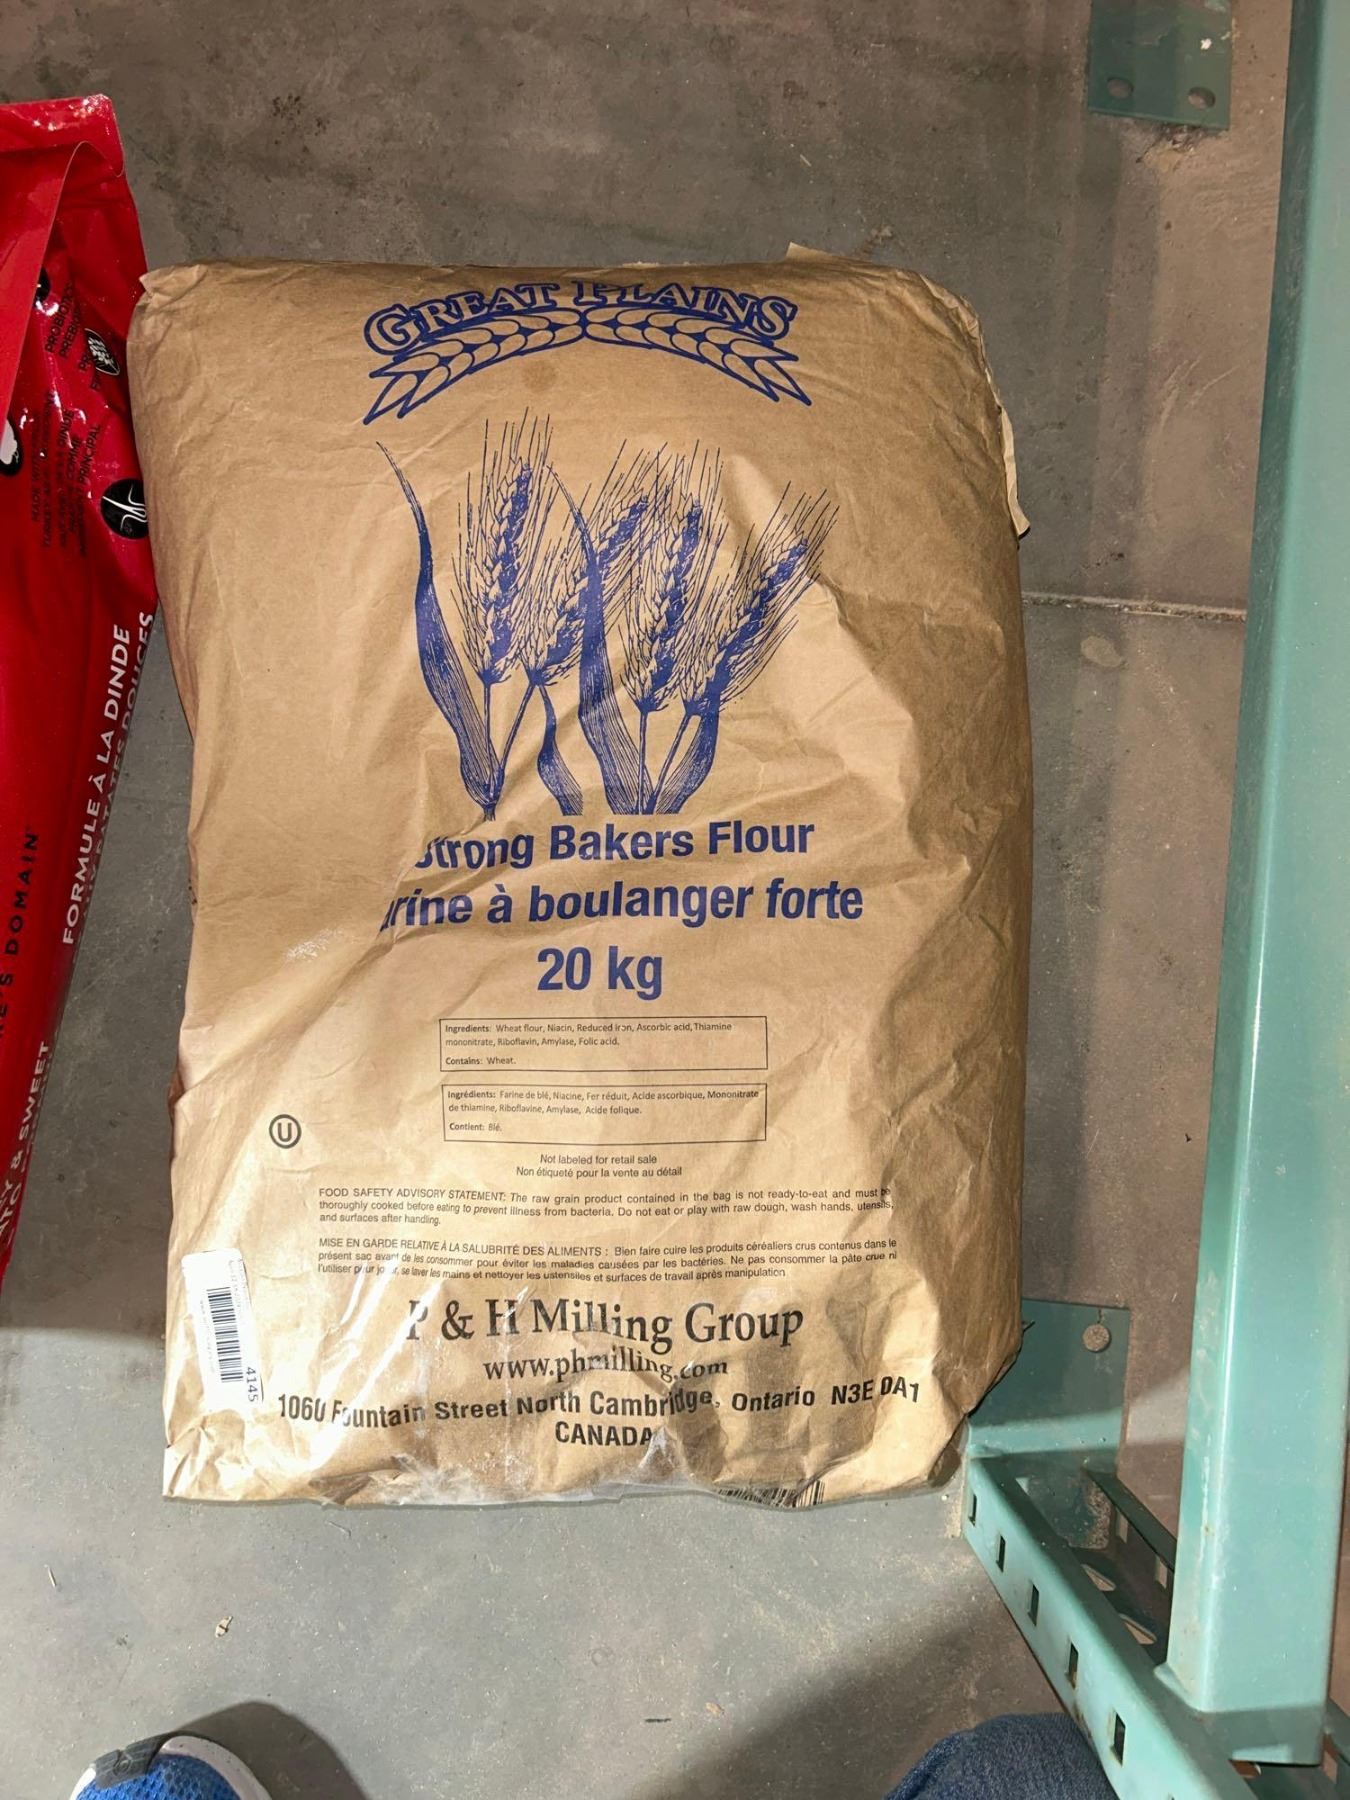 GREAT PLAINS
Strong Bakers Flour
arine à boulanger forte
20 kg
Ingredients: Wheat flour, Niacin, Reduced iron, Ascorbic acid, Thiamine
mononitrate, Riboflavin, Amylase, Folic acid.
Contains: Wheat.
Ingrédients: Farine de blé, Niacine, Fer réduit, Acide ascorbique, Mononitrate
de thiamine, Riboflavine, Amylase, Acide folique.
Contient: Blé.
U
Not labeled for retail sale
Non étiqueté pour la vente au détail
FOOD SAFETY ADVISORY STATEMENT: The raw grain product contained in the bag is not ready-to-eat and must be
thoroughly cooked before eating to prevent illness from bacteria. Do not eat or play with raw dough, wash hands, utensils,
and surfaces after handling.
MISE EN GARDE RELATIVE À LA SALUBRITÉ DES ALIMENTS : Bien faire cuire les produits céréaliers crus contenus dans le
présent sac avant de les consommer pour éviter les maladies causées par les bactéries. Ne pas consommer la pâte crue ni
l'utiliser pour jouer, se laver les mains et nettoyer les ustensiles et surfaces de travail après manipulation
P & H Milling Group
www.phmilling.com
1060 Fountain Street North Cambridge, Ontario N3E 0A1
CANADA
4145
FORMULE À LA DINDE
DOMAIN
& SWEET
PRINCIPAL